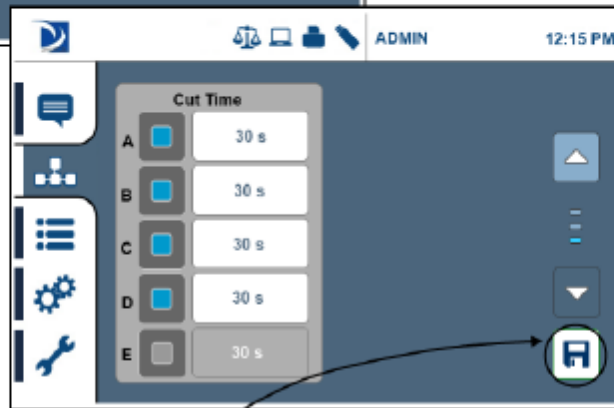 ADMIN 12:15 PM
Cut Time
A 30 s
B 30 s
C 30 s
D 30 s
E 30 s